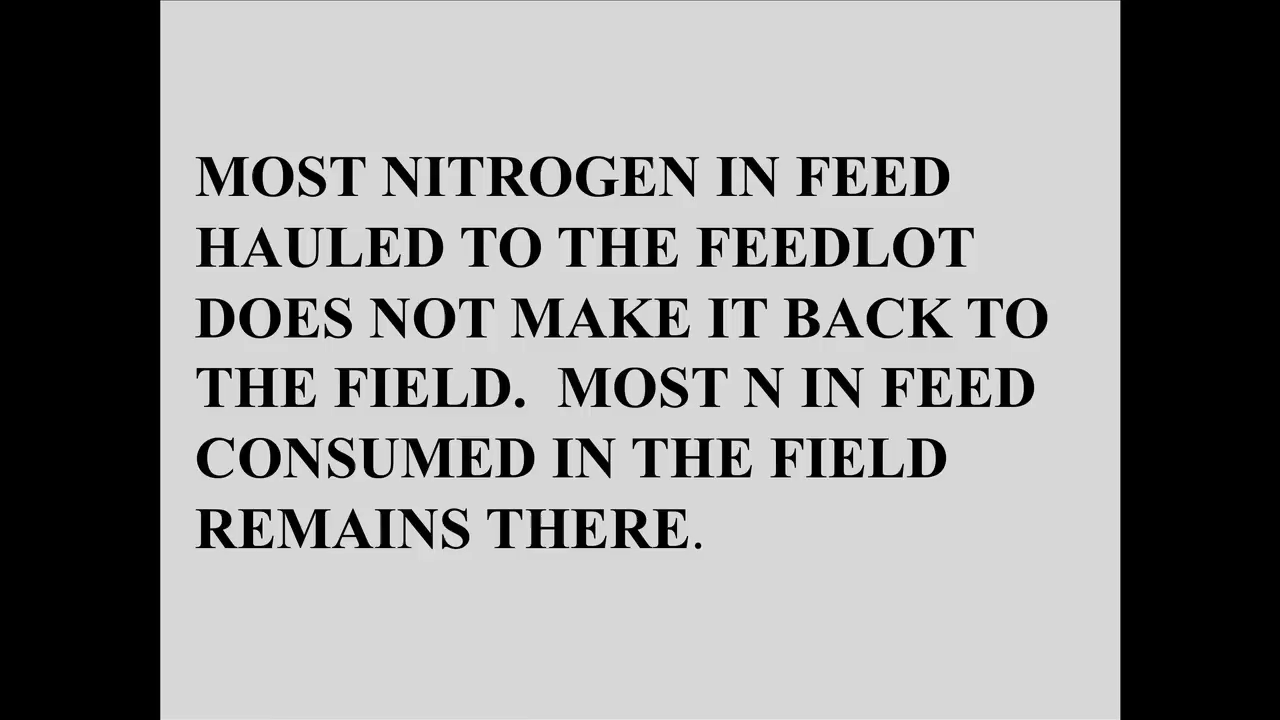 MOST NITROGEN IN FEED
HAULED TO THE FEEDLOT
DOES NOT MAKE IT BACK TO
THE FIELD.  MOST N IN FEED
CONSUMED IN THE FIELD
REMAINS THERE.